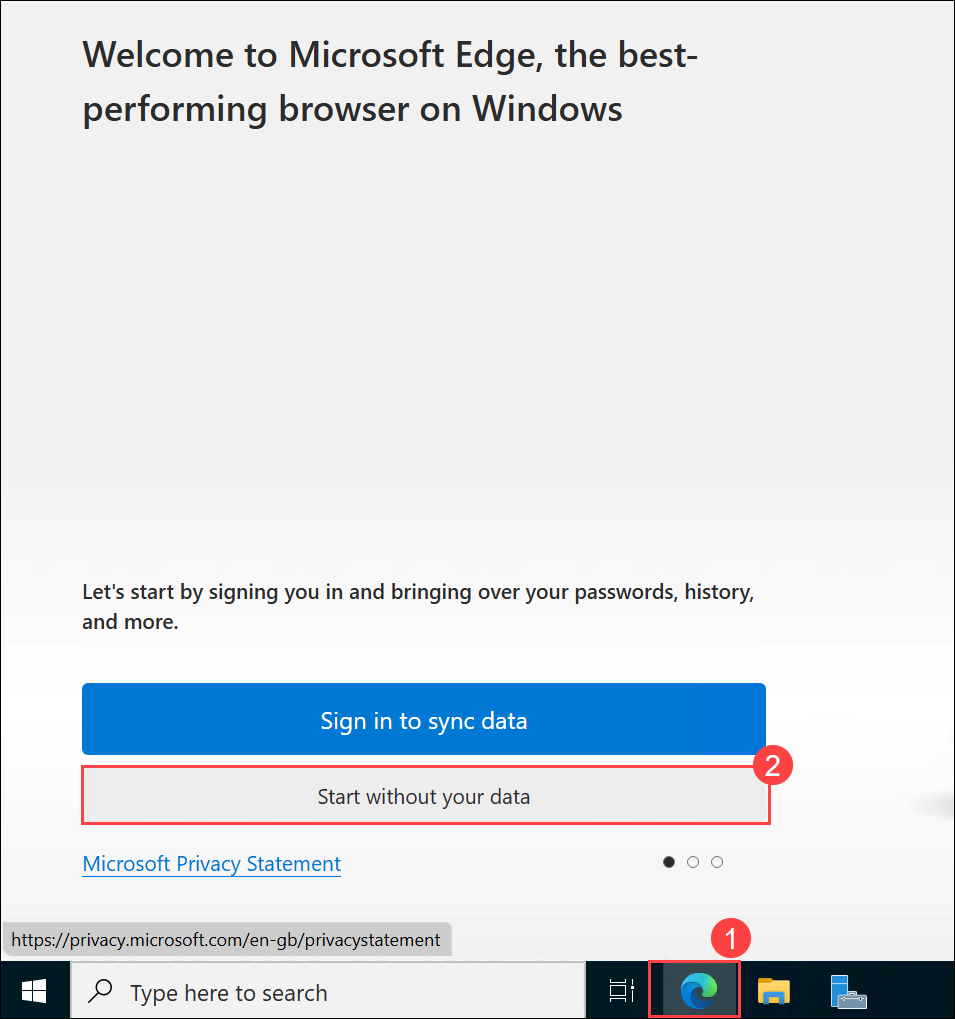 Welcome to Microsoft Edge, the best-
performing browser on Windows
Let's start by signing you in and bringing over your passwords, history,
and more.
Sign in to sync data
2
Start without your data
Microsoft Privacy Statement
https://privacy.microsoft.com/en-gb/privacystatement
1
Type here to search